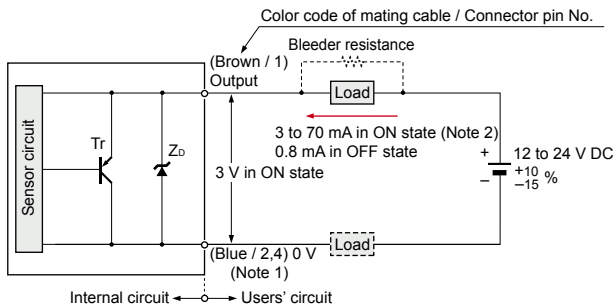 Color code of mating cable / Connector pin No.
Bleeder resistance
(Brown / 1)
Output
Load
3 to 70 mA in ON state (Note 2)
0.8 mA in OFF state
Sensor circuit
Tr
ZD
3 V in ON state
+
−
12 to 24 V DC
+10
−15 %
(Blue / 2,4) 0 V
(Note 1)
Load
Internal circuit
Users' circuit